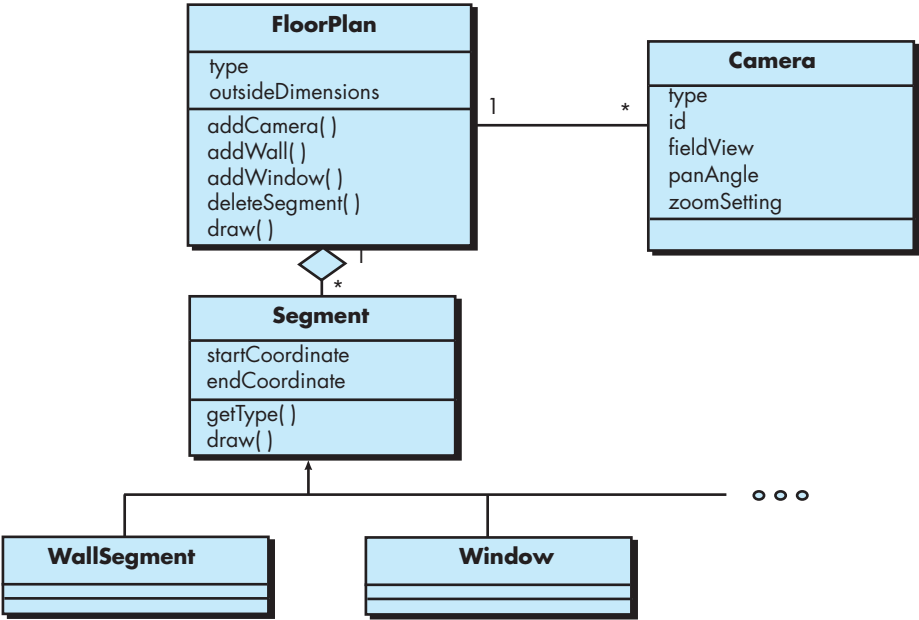 FloorPlan
type
outsideDimensions
addCamera( )
addWall( )
addWindow( )
deleteSegment( )
draw( )
1
*
Camera
type
id
fieldView
panAngle
zoomSetting
1
*
Segment
startCoordinate
endCoordinate
getType( )
draw( )
WallSegment
Window